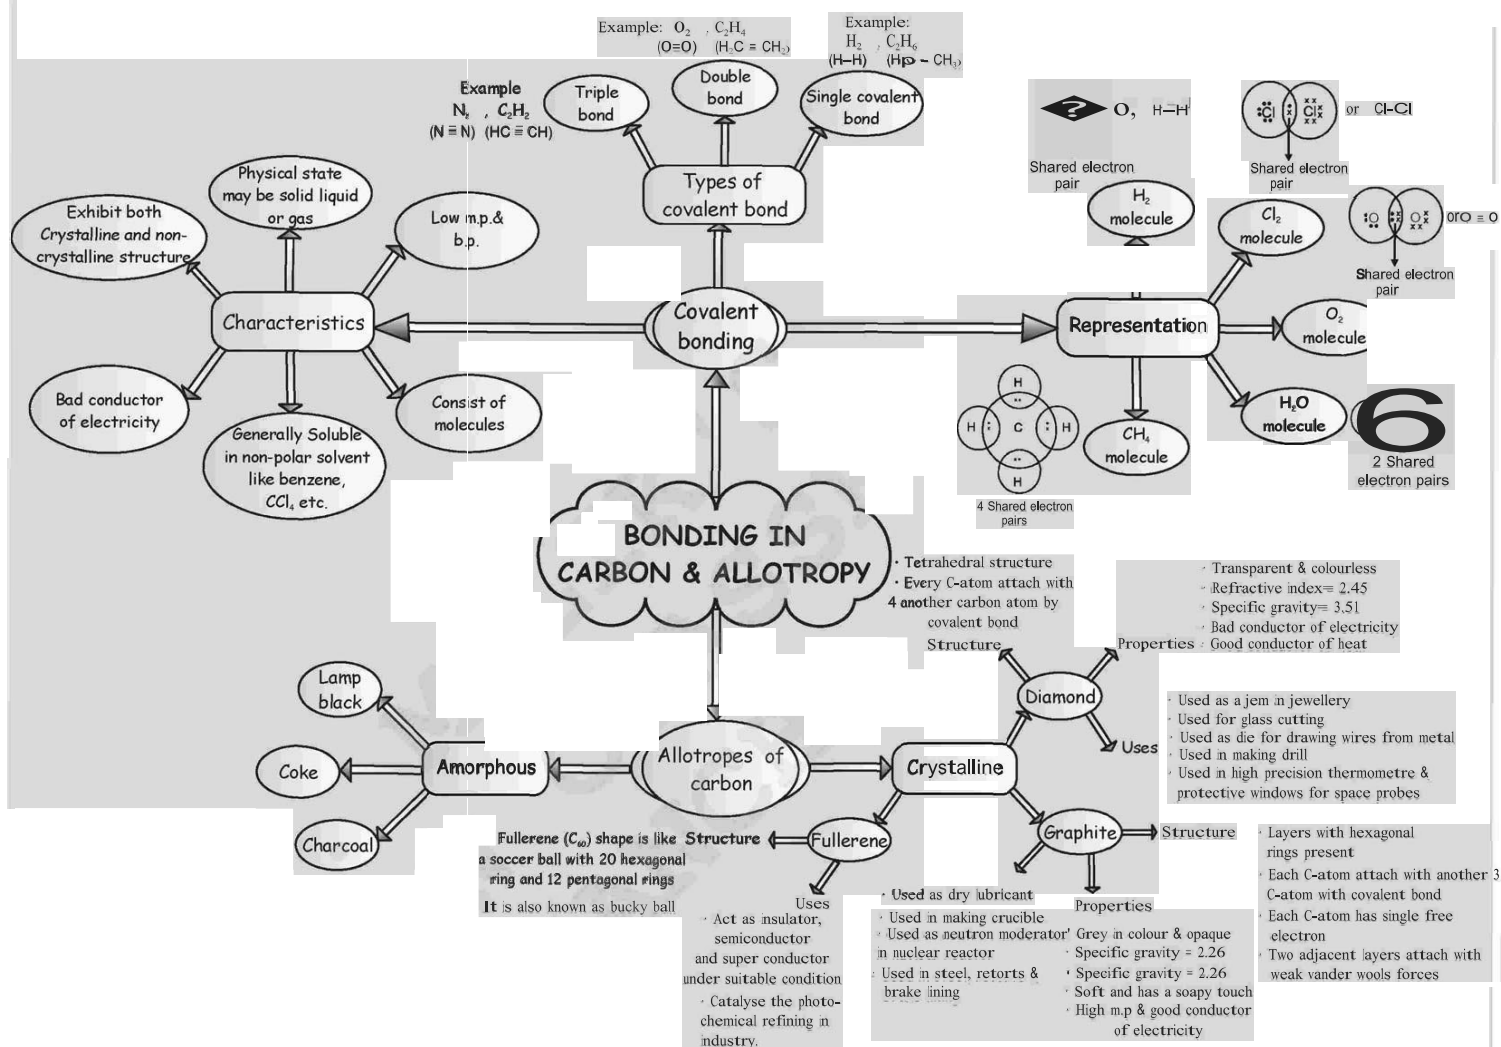 Example: O₂ , C₂H₄
(O=O) (H₂C = CH₂)
Example:
H₂ , C₂H₆
(H–H) (H – CH₃)
Example
N₂ , C₂H₂
(N ≡ N) (HC ≡ CH)
Triple
bond
Double
bond
Single covalent
bond
Types of
covalent bond
Physical state
may be solid liquid
or gas
Exhibit both
Crystalline and non-
crystalline structure
Low m.p.&
b.p.
Characteristics
Bad conductor
of electricity
Generally Soluble
in non-polar solvent
like benzene,
CCl₄ etc.
Consist of
molecules
Covalent
bonding
Representation
? O, H–H
Shared electron
pair
H₂
molecule
Cl Cl or Cl-Cl
Shared electron
pair
Cl₂
molecule
O O or O = O
Shared electron
pair
O₂
molecule
H₂O
molecule
6
2 Shared
electron pairs
H
H C H
H
4 Shared electron
pairs
CH₄
molecule
BONDING IN
CARBON & ALLOTROPY
· Tetrahedral structure
· Every C-atom attach with
4 another carbon atom by
covalent bond
Structure
· Transparent & colourless
· Refractive index= 2.45
· Specific gravity= 3.51
· Bad conductor of electricity
Properties · Good conductor of heat
Diamond
Uses
· Used as a jem in jewellery
· Used for glass cutting
· Used as die for drawing wires from metal
· Used in making drill
· Used in high precision thermometre &
protective windows for space probes
Lamp
black
Coke
Charcoal
Amorphous
Allotropes of
carbon
Crystalline
Fullerene
Structure
Fullerene (C₆₀) shape is like
a soccer ball with 20 hexagonal
ring and 12 pentagonal rings
It is also known as bucky ball
Uses
· Act as insulator,
semiconductor
and super conductor
under suitable condition
· Catalyse the photo-
chemical refining in
industry.
Graphite
Structure
· Layers with hexagonal
rings present
· Each C-atom attach with another 3
C-atom with covalent bond
· Each C-atom has single free
electron
· Two adjacent layers attach with
weak vander wools forces
· Used as dry lubricant
· Used in making crucible
· Used as neutron moderator
in nuclear reactor
· Used in steel, retorts &
brake lining
Properties
' Grey in colour & opaque
· Specific gravity = 2.26
· Specific gravity = 2.26
· Soft and has a soapy touch
· High m.p & good conductor
of electricity